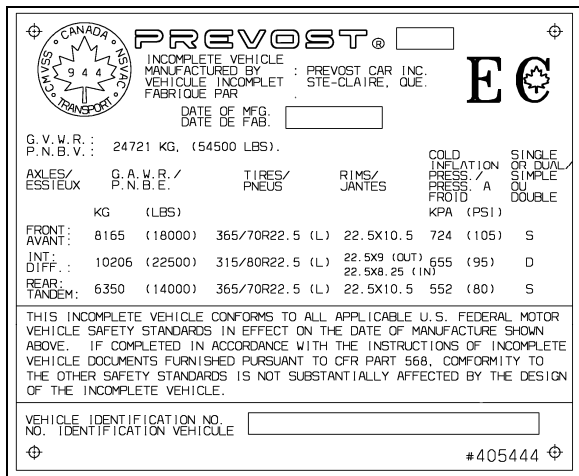 CANADA
CMVSS
NSVAC
944
TRANSPORT
PREVOST ®
INCOMPLETE VEHICLE
MANUFACTURED BY : PREVOST CAR INC.
VEHICULE INCOMPLET STE-CLAIRE, QUE.
FABRIQUE PAR .
E C
DATE OF MFG.
DATE DE FAB.
G.V.W.R.:
P.N.B.V.: 24721 KG, (54500 LBS).
AXLES/ G.A.W.R./ TIRES/ RIMS/ COLD INFLATION PRESS./ SINGLE OR DUAL/
ESSIEUX P.N.B.E. PNEUS JANTES PRESS. A FROID SIMPLE OU DOUBLE
KG (LBS) KPA (PSI)
FRONT:
AVANT: 8165 (18000) 365/70R22.5 (L) 22.5X10.5 724 (105) S
INT:
DIFF.: 10206 (22500) 315/80R22.5 (L) 22.5X9 (OUT) 22.5X8.25 (IN) 655 (95) D
REAR:
TANDEM: 6350 (14000) 365/70R22.5 (L) 22.5X10.5 552 (80) S
THIS INCOMPLETE VEHICLE CONFORMS TO ALL APPLICABLE U.S. FEDERAL MOTOR
VEHICLE SAFETY STANDARDS IN EFFECT ON THE DATE OF MANUFACTURE SHOWN
ABOVE. IF COMPLETED IN ACCORDANCE WITH THE INSTRUCTIONS OF INCOMPLETE
VEHICLE DOCUMENTS FURNISHED PURSUANT TO CFR PART 568, CONFORMITY TO
THE OTHER SAFETY STANDARDS IS NOT SUBSTANTIALLY AFFECTED BY THE DESIGN
OF THE INCOMPLETE VEHICLE.
VEHICLE IDENTIFICATION NO.
NO. IDENTIFICATION VEHICULE
#405444